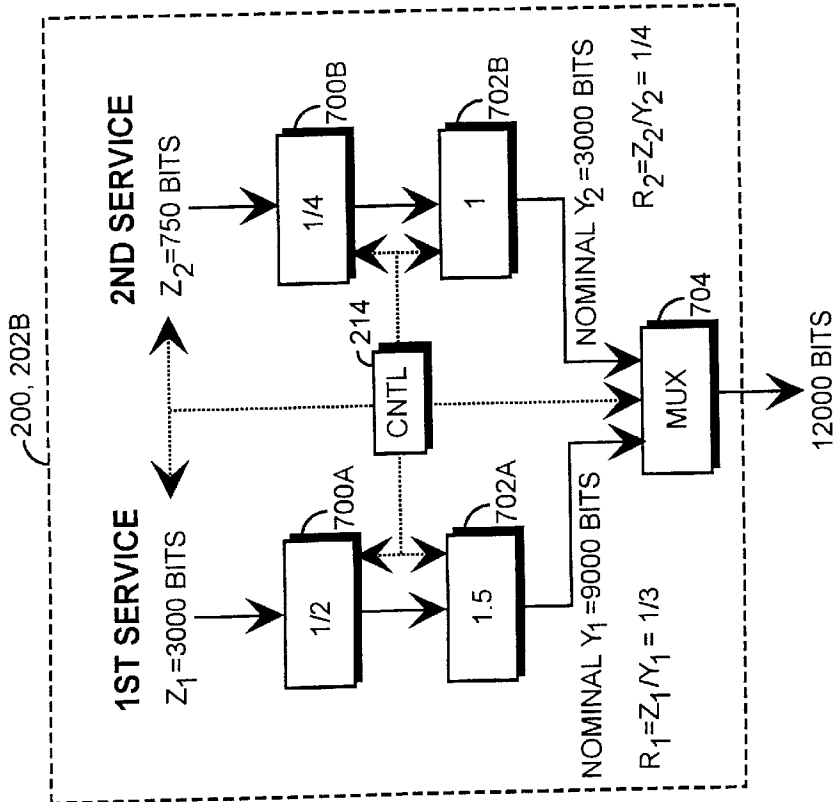 200, 202B
1ST SERVICE
Z1=3000 BITS
2ND SERVICE
Z2=750 BITS
1/2
700A
1/4
700B
CNTL
214
1.5
702A
1
702B
NOMINAL Y1=9000 BITS
NOMINAL Y2=3000 BITS
R1=Z1/Y1 = 1/3
R2=Z2/Y2 = 1/4
MUX
704
12000 BITS